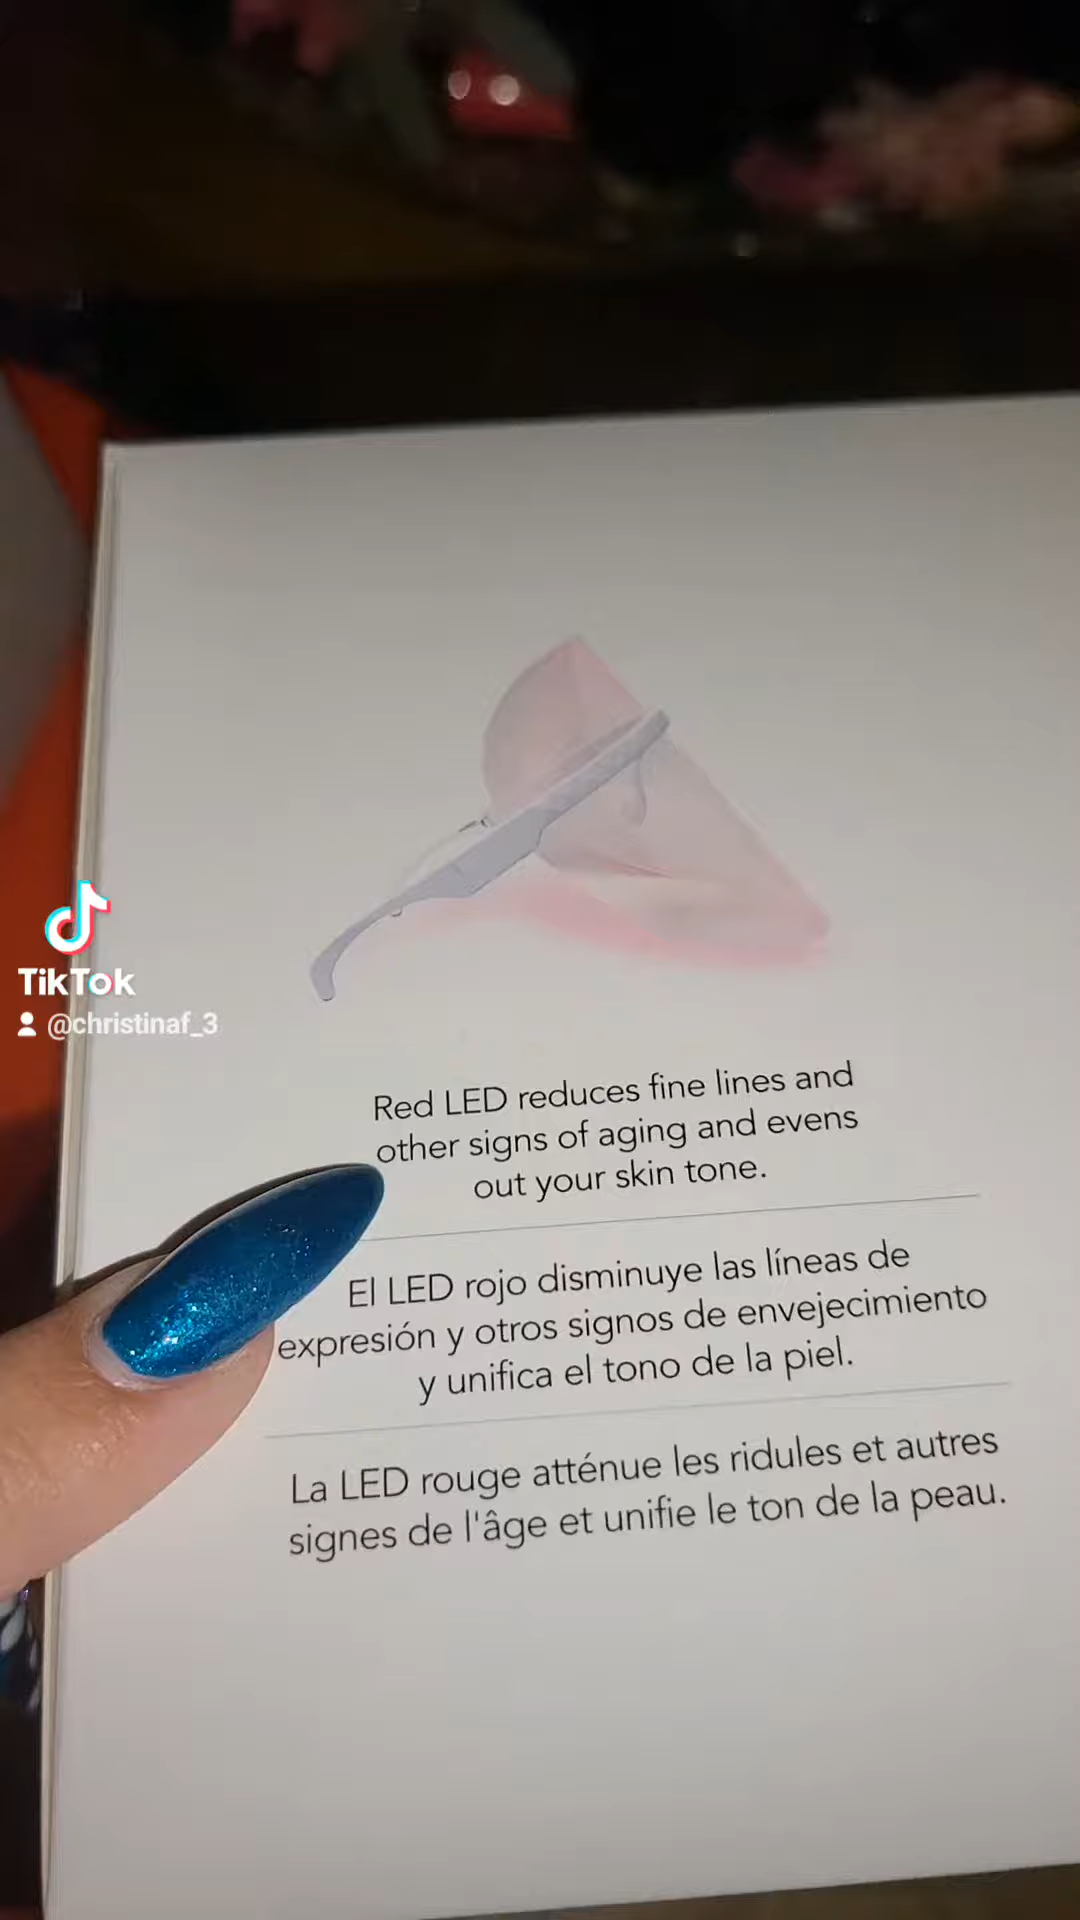 TikTok
@christinaf_3
Red LED reduces fine lines and
other signs of aging and evens
out your skin tone.
El LED rojo disminuye las líneas de
expresión y otros signos de envejecimiento
y unifica el tono de la piel.
La LED rouge atténue les ridules et autres
signes de l'âge et unifie le ton de la peau.